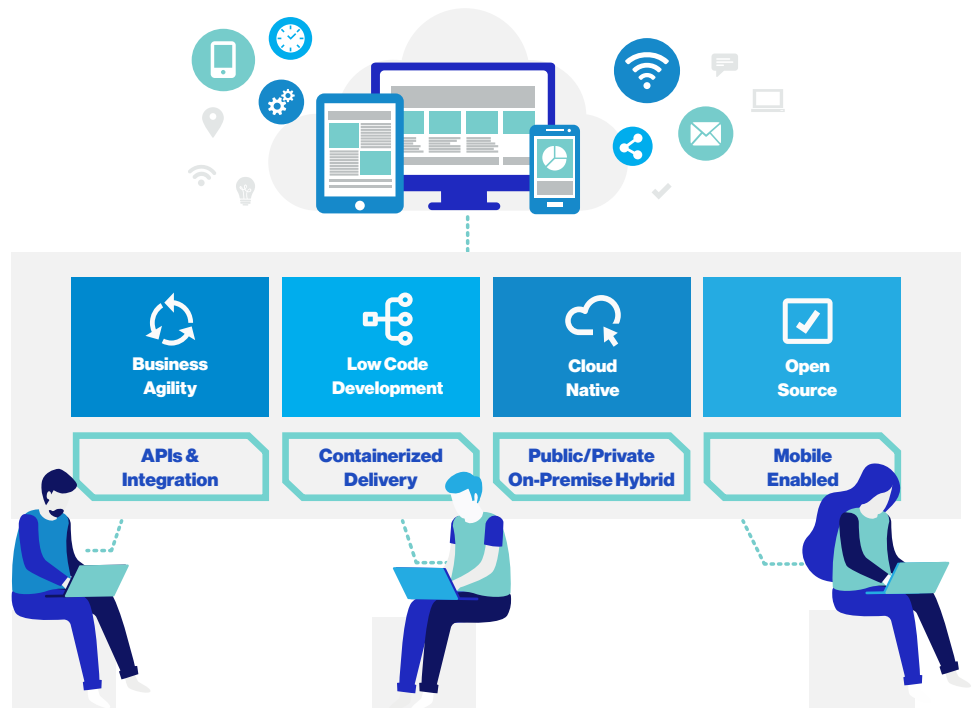 Business
Agility
Low Code
Development
Cloud
Native
Open
Source
APIs &
Integration
Containerized
Delivery
Public/Private
On-Premise Hybrid
Mobile
Enabled